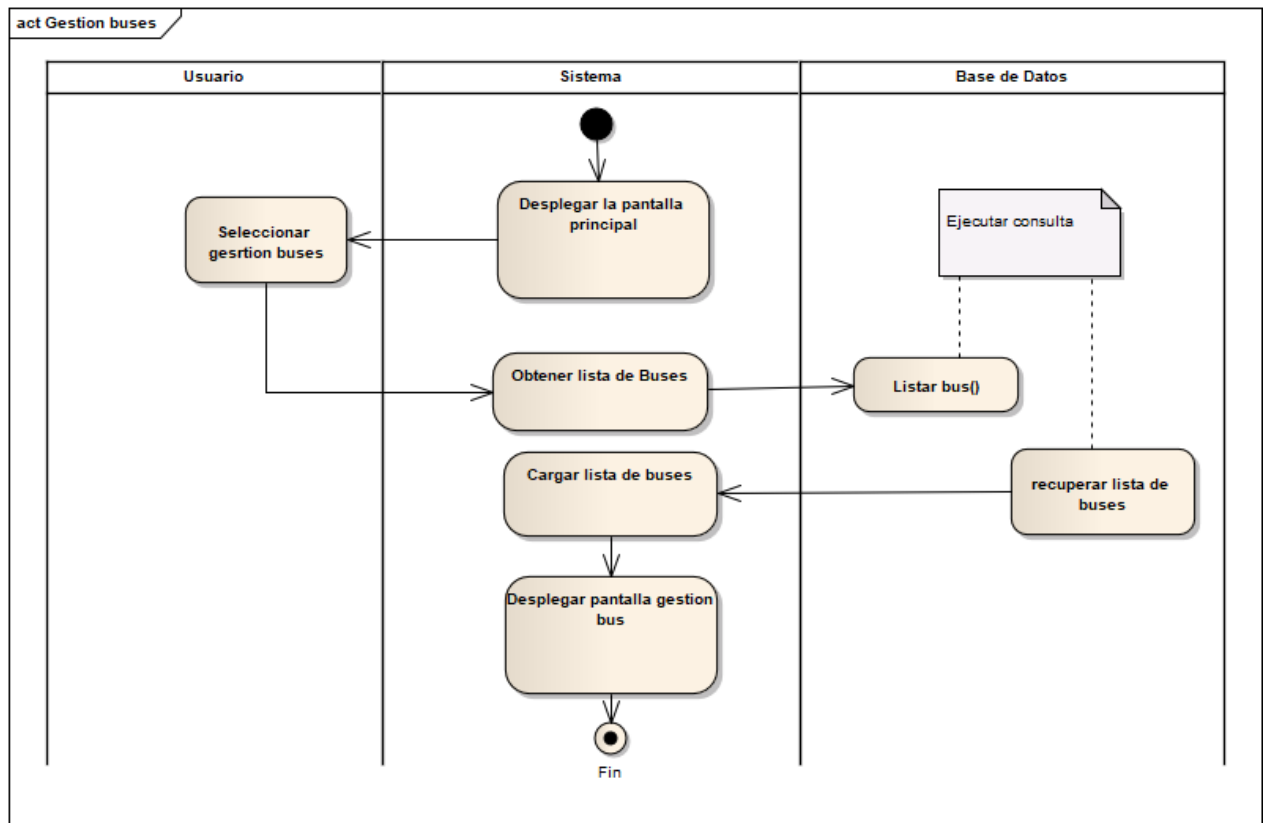 act Gestion buses
Usuario
Sistema
Base de Datos
Desplegar la pantalla
principal
Seleccionar
gesrtion buses
Ejecutar consulta
Obtener lista de Buses
Listar bus()
Cargar lista de buses
recuperar lista de
buses
Desplegar pantalla gestion
bus
Fin